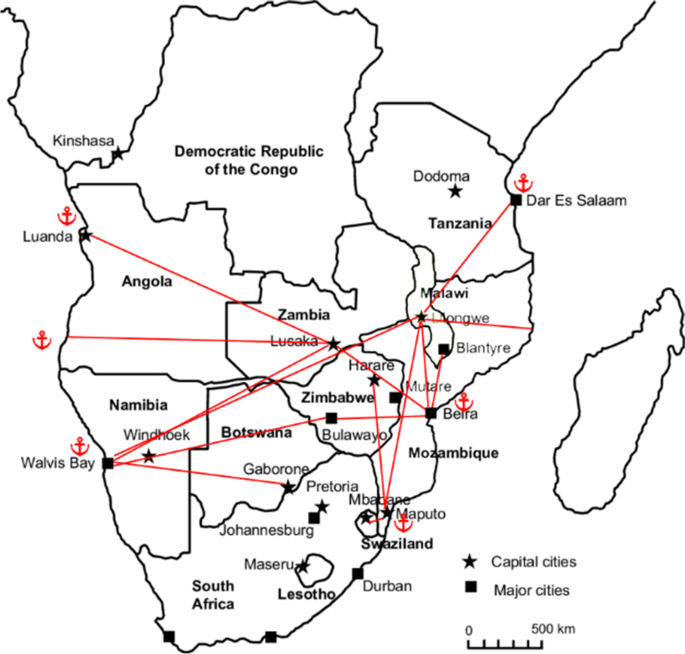 Kinshasa
Democratic Republic
of the Congo
Dodoma
Dar Es Salaam
Tanzania
Luanda
Angola
Malawi
Zambia
Lilongwe
Lusaka
Blantyre
Harare
Mutare
Namibia
Zimbabwe
Beira
Windhoek
Botswana
Bulawayo
Walvis Bay
Mozambique
Gaborone
Pretoria
Mbabane
Maputo
Johannesburg
Swaziland
Maseru
Capital cities
South
Africa
Lesotho
Durban
Major cities
0
500 km